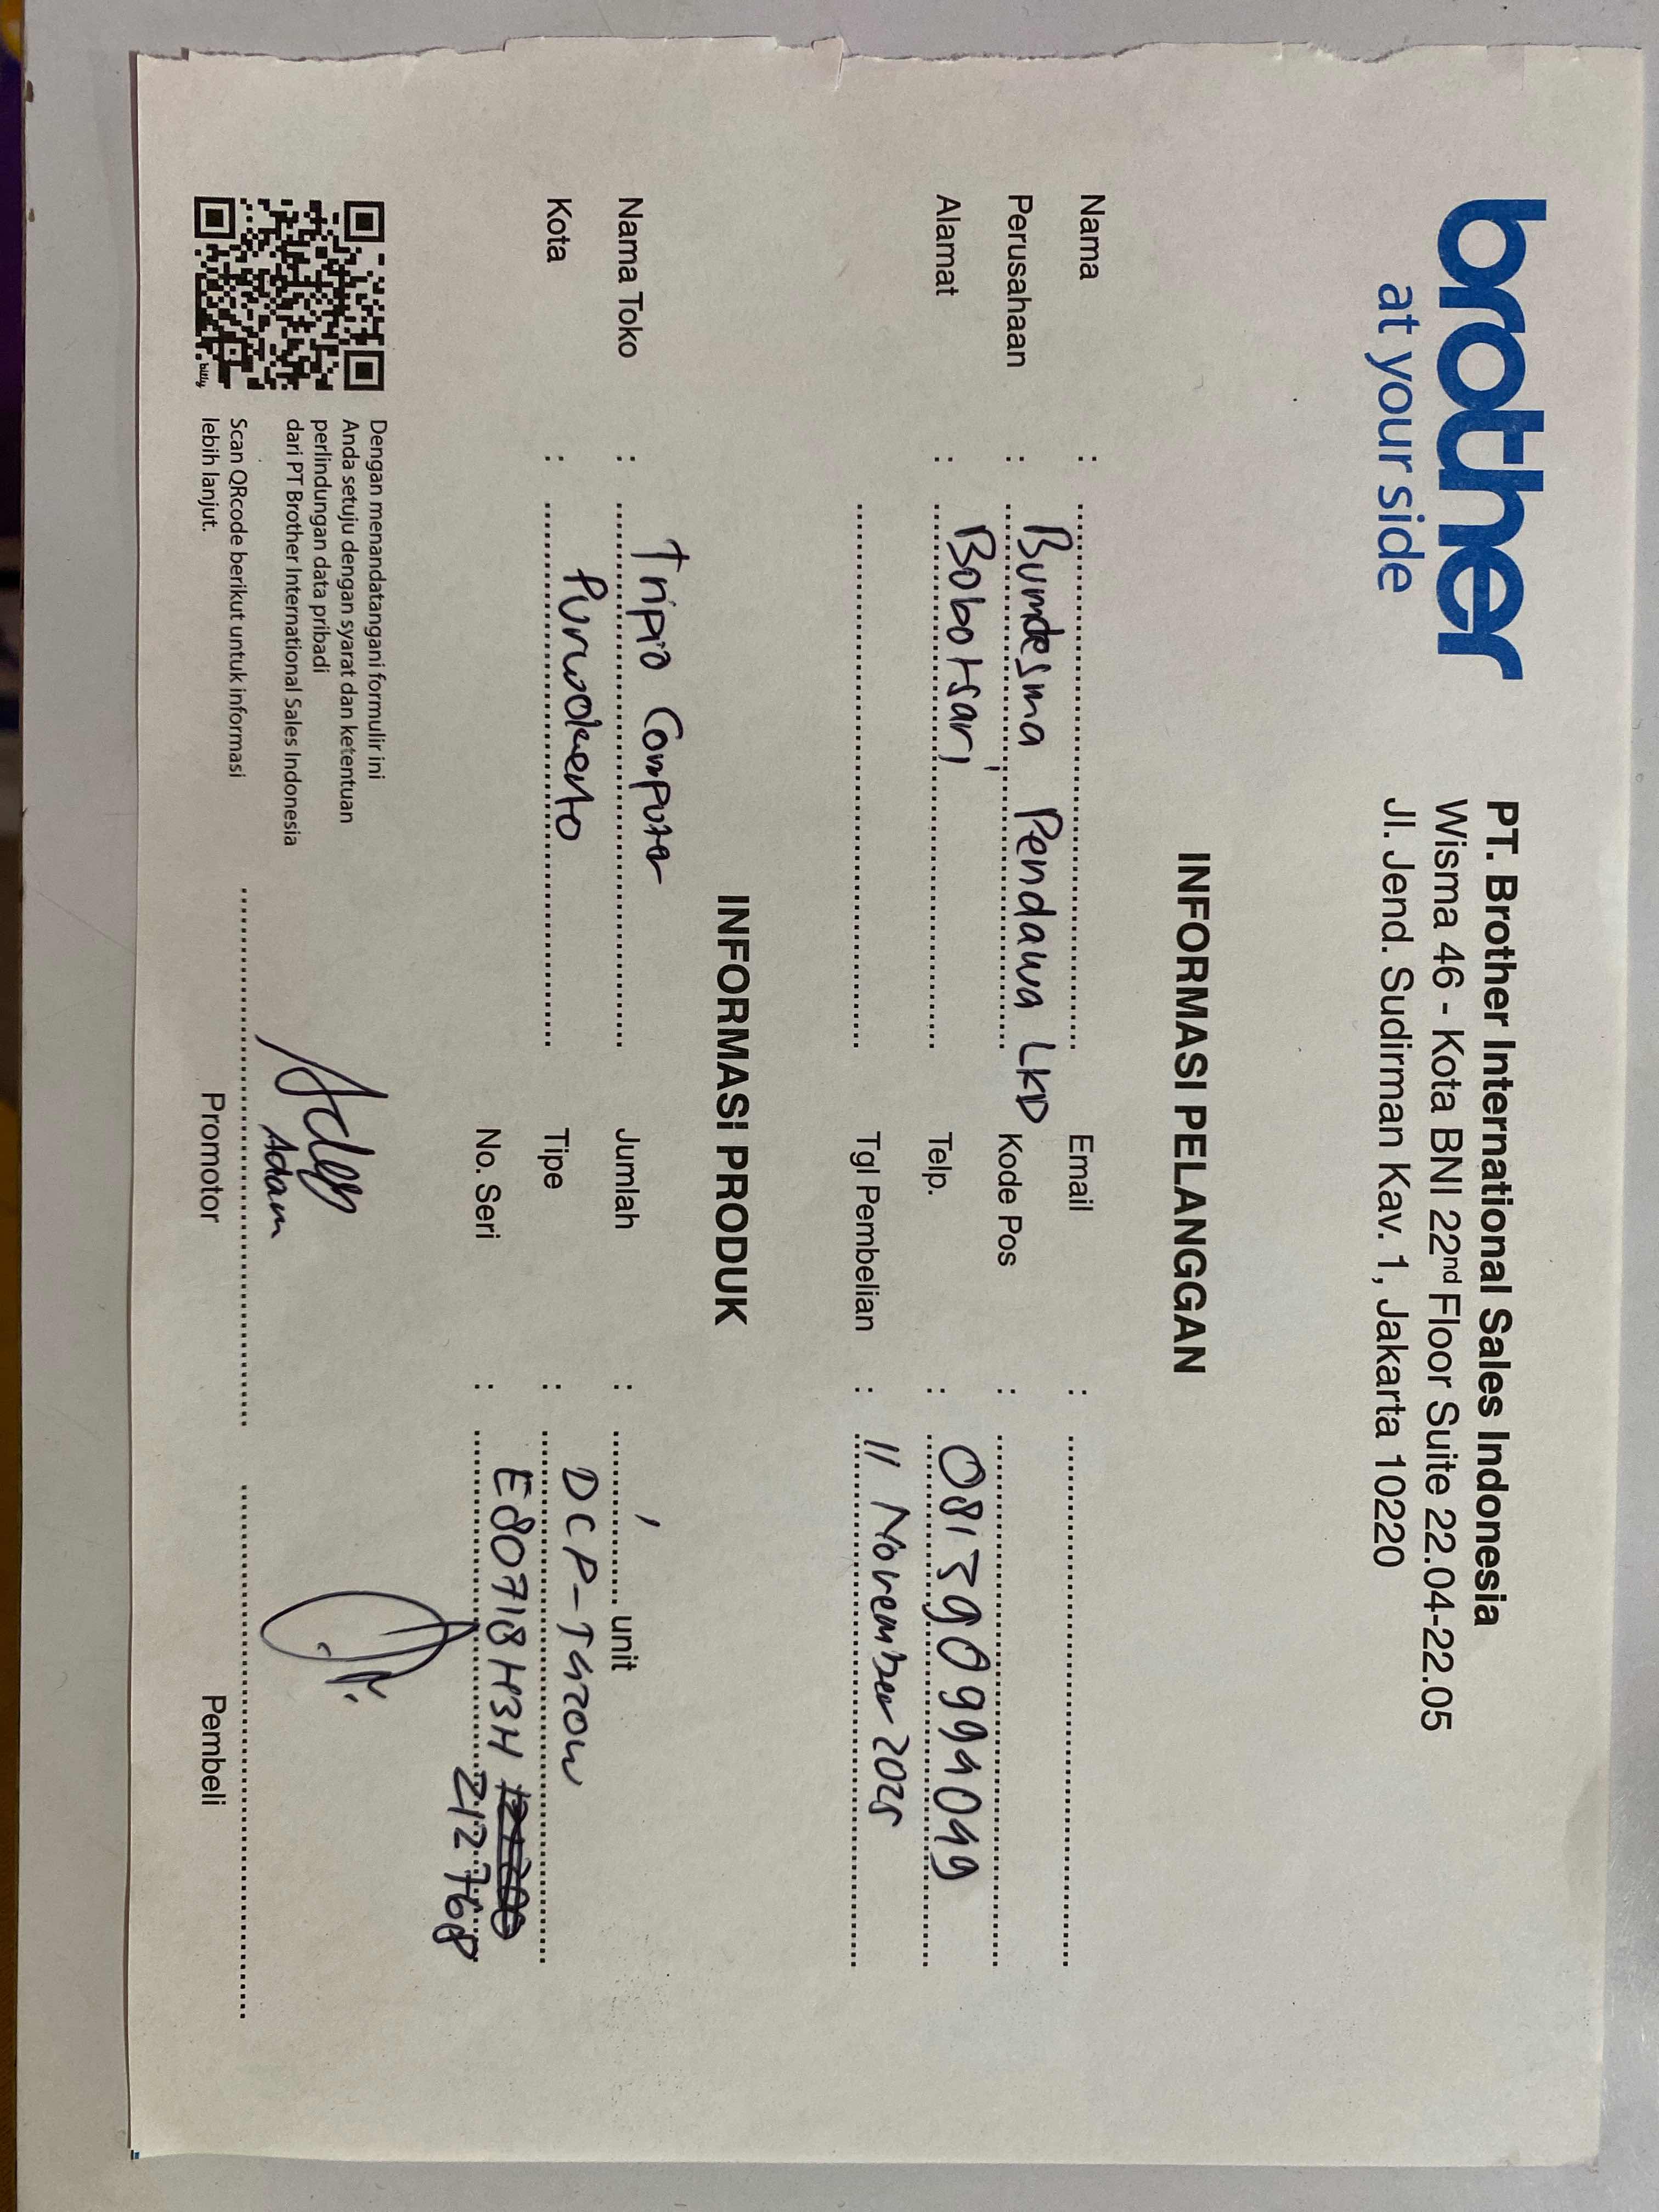 brother
at your side
PT. Brother International Sales Indonesia
Wisma 46 - Kota BNI 22nd Floor Suite 22.04-22.05
Jl. Jend. Sudirman Kav. 1, Jakarta 10220
INFORMASI PELANGGAN
Nama :
Perusahaan : Bumdesma Pendawa LKD
Alamat : Bobotsari
Email :
Kode Pos :
Telp. : 081390994049
Tgl Pembelian : 11 November 2025
INFORMASI PRODUK
Nama Toko : Tripio Computer
Kota : Purwokerto
Jumlah : 1 unit
Tipe : DCP-T420W
No. Seri : E80718H3H
212768
Dengan menandatangani formulir ini
Anda setuju dengan syarat dan ketentuan
perlindungan data pribadi
dari PT Brother International Sales Indonesia
Scan QRcode berikut untuk informasi
lebih lanjut.
bitly
Adam
Promotor
Pembeli